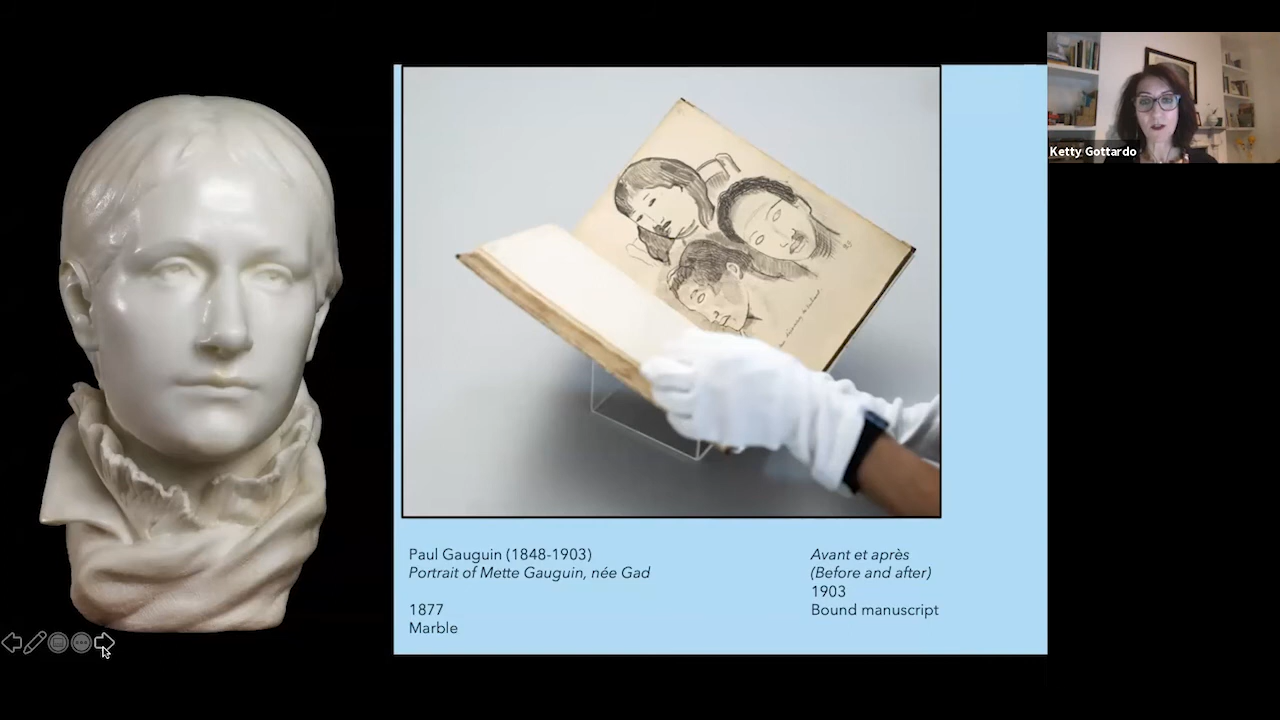 Ketty Gottardo
Paul Gauguin (1848-1903)
Portrait of Mette Gauguin, née Gad
1877
Marble
Avant et après
(Before and after)
1903
Bound manuscript